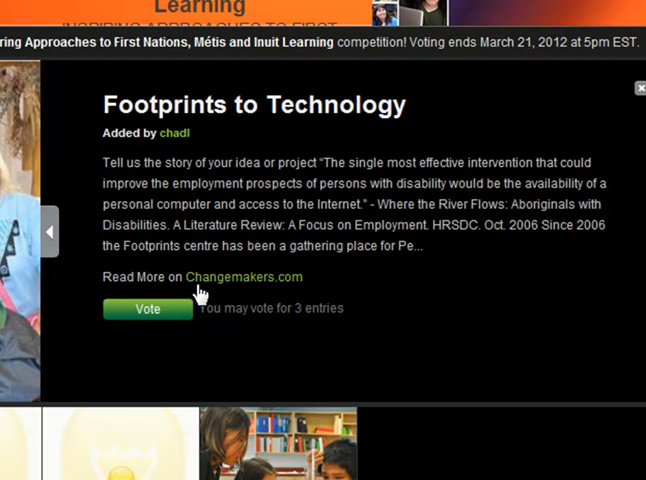 Learning
INSPIRING APPROACHES TO FIRST
ring Approaches to First Nations, Métis and Inuit Learning competition! Voting ends March 21, 2012 at 5pm EST.
Footprints to Technology
Added by chadl
Tell us the story of your idea or project “The single most effective intervention that could
improve the employment prospects of persons with disability would be the availability of a
personal computer and access to the Internet.” - Where the River Flows: Aboriginals with
Disabilities. A Literature Review: A Focus on Employment. HRSDC. Oct. 2006 Since 2006
the Footprints centre has been a gathering place for Pe...
Read More on Changemakers.com
Vote You may vote for 3 entries